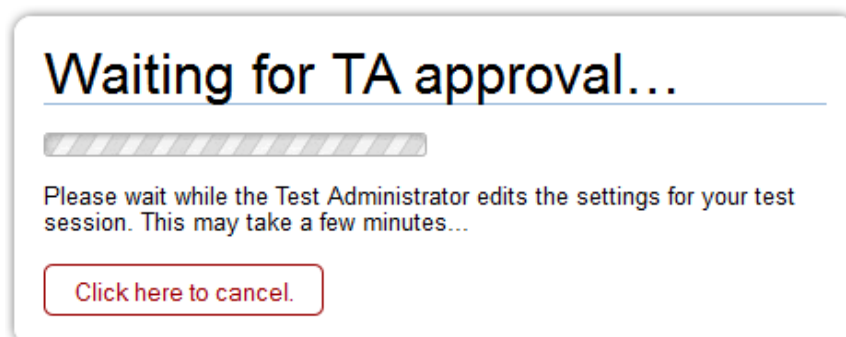 Waiting for TA approval...
Please wait while the Test Administrator edits the settings for your test
session. This may take a few minutes...
Click here to cancel.